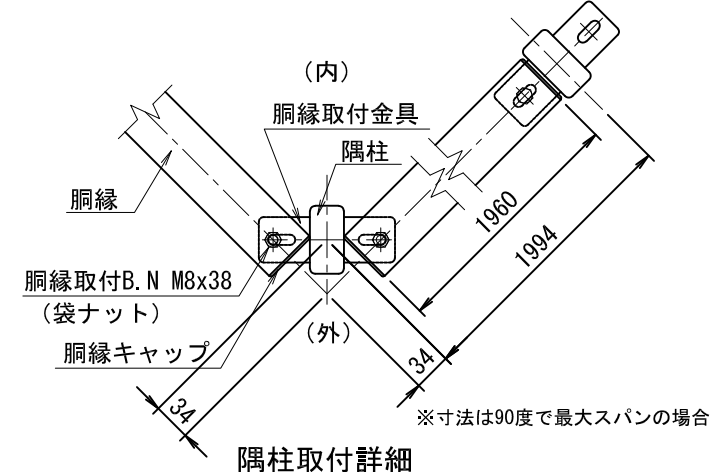 （内）
胴縁取付金具
隅柱
胴縁
1960
1994
胴縁取付B.N M8x38
（袋ナット）
（外）
胴縁キャップ
34
34
※寸法は90度で最大スパンの場合
隅柱取付詳細